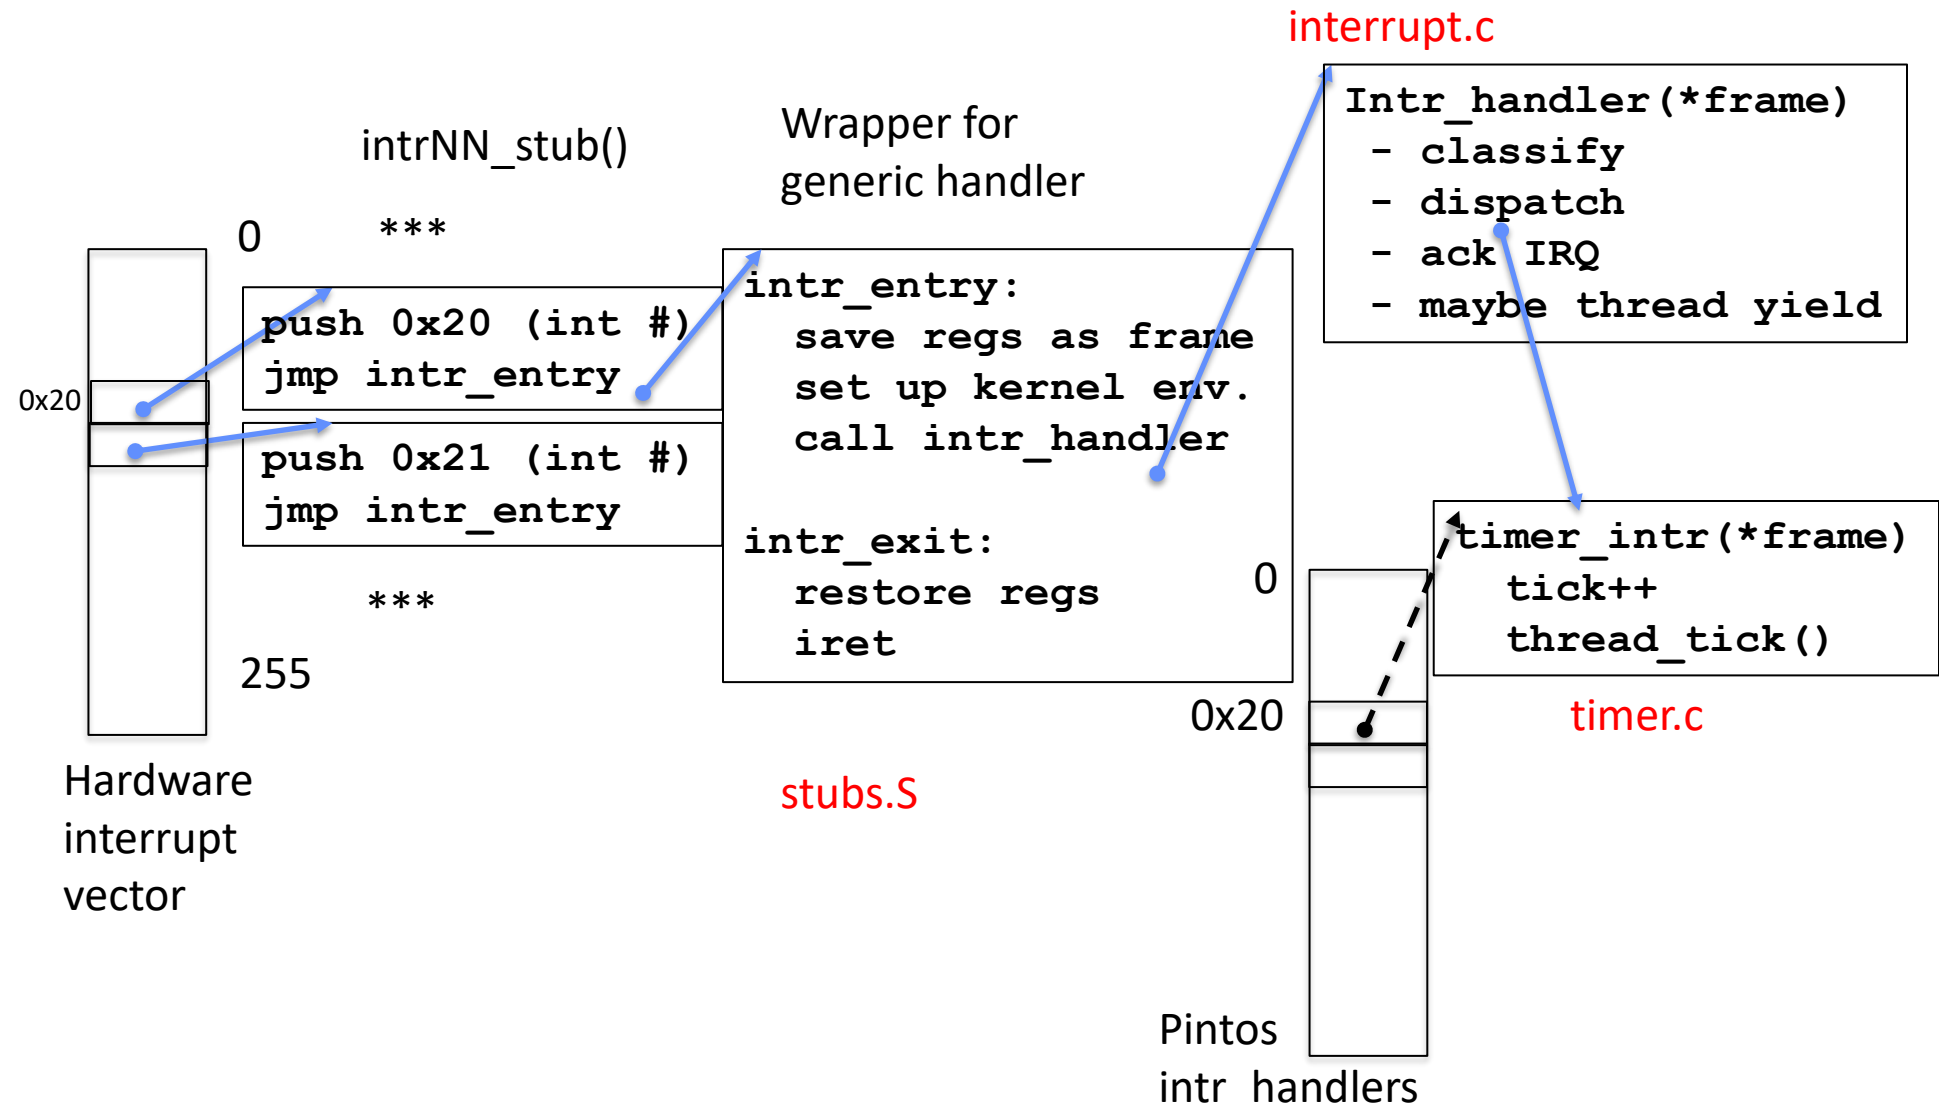 interrupt.c
Intr_handler(*frame)
- classify
- dispatch
- ack IRQ
- maybe thread yield
intrNN_stub()
Wrapper for
generic handler
0
***
push 0x20 (int #)
jmp intr_entry
0x20
push 0x21 (int #)
jmp intr_entry
***
255
intr_entry:
save regs as frame
set up kernel env.
call intr_handler
intr_exit:
restore regs
iret
Hardware
interrupt
vector
stubs.S
0
0x20
timer_intr(*frame)
tick++
thread_tick()
timer.c
Pintos
intr_handlers